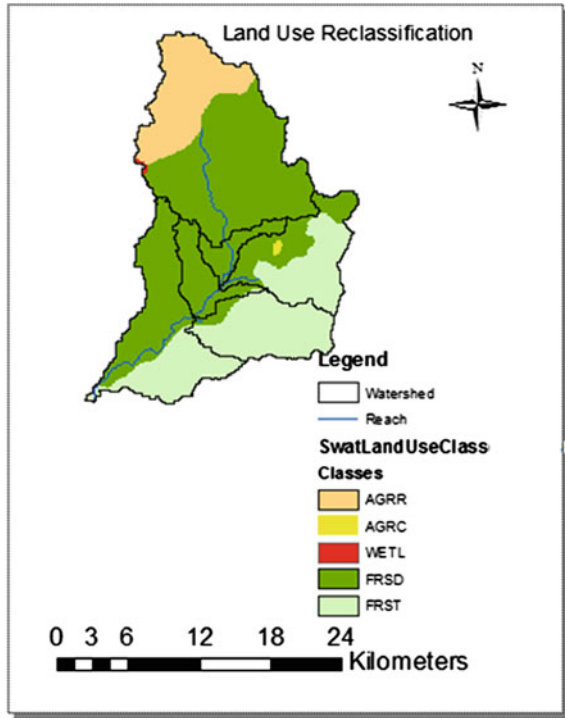 Land Use Reclassification
N
Legend
Watershed
Reach
SwatLandUseClass
Classes
AGRR
AGRC
WETL
FRSD
FRST
0 3 6 12 18 24
Kilometers